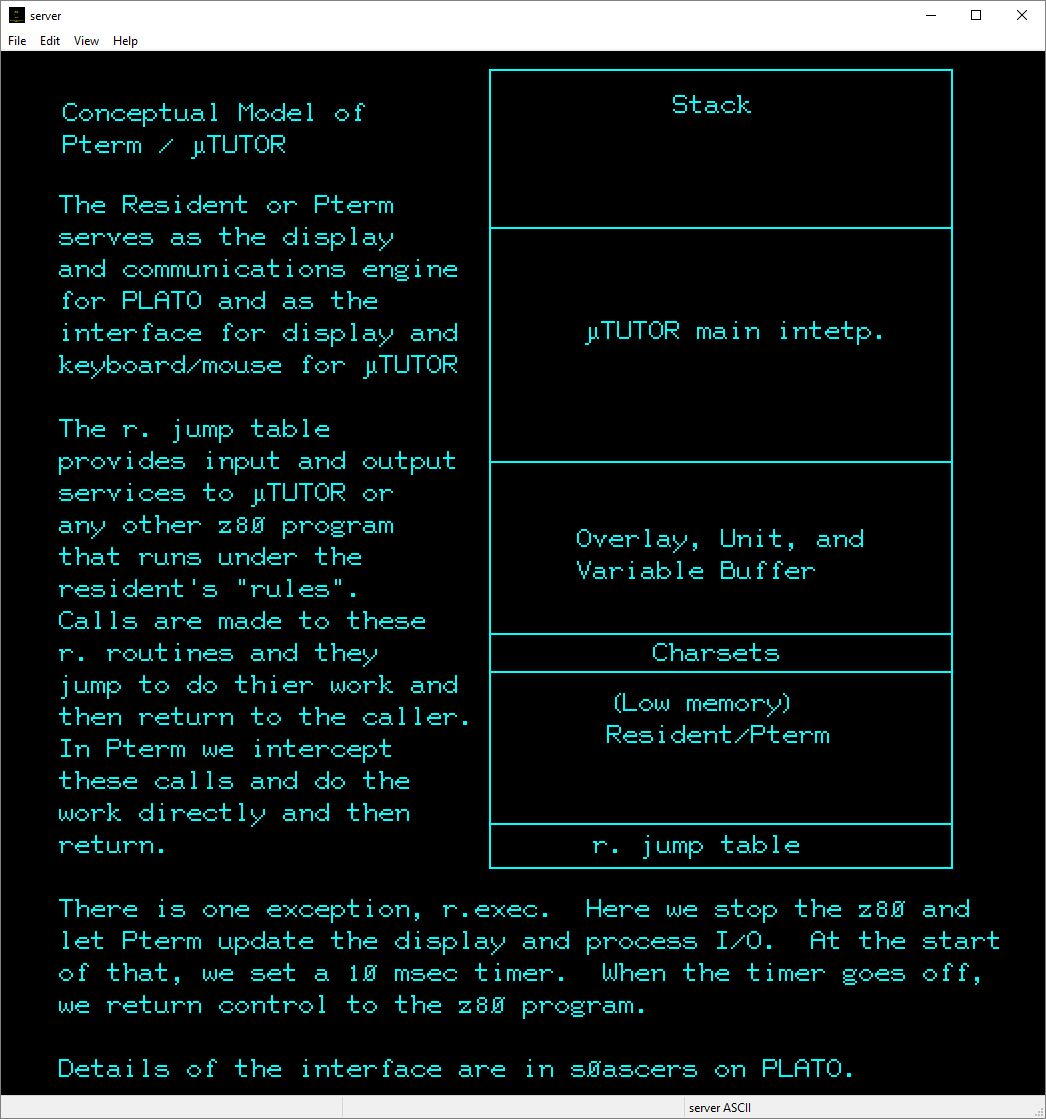 server
File Edit View Help
Conceptual Model of
Pterm / µTUTOR
The Resident or Pterm
serves as the display
and communications engine
for PLATO and as the
interface for display and
keyboard/mouse for µTUTOR
The r. jump table
provides input and output
services to µTUTOR or
any other z80 program
that runs under the
resident's "rules".
Calls are made to these
r. routines and they
jump to do thier work and
then return to the caller.
In Pterm we intercept
these calls and do the
work directly and then
return.
Stack
µTUTOR main intetp.
Overlay, Unit, and
Variable Buffer
Charsets
(Low memory)
Resident/Pterm
r. jump table
There is one exception, r.exec.  Here we stop the z80 and
let Pterm update the display and process I/O.  At the start
of that, we set a 10 msec timer.  When the timer goes off,
we return control to the z80 program.
Details of the interface are in s0ascers on PLATO.
server ASCII